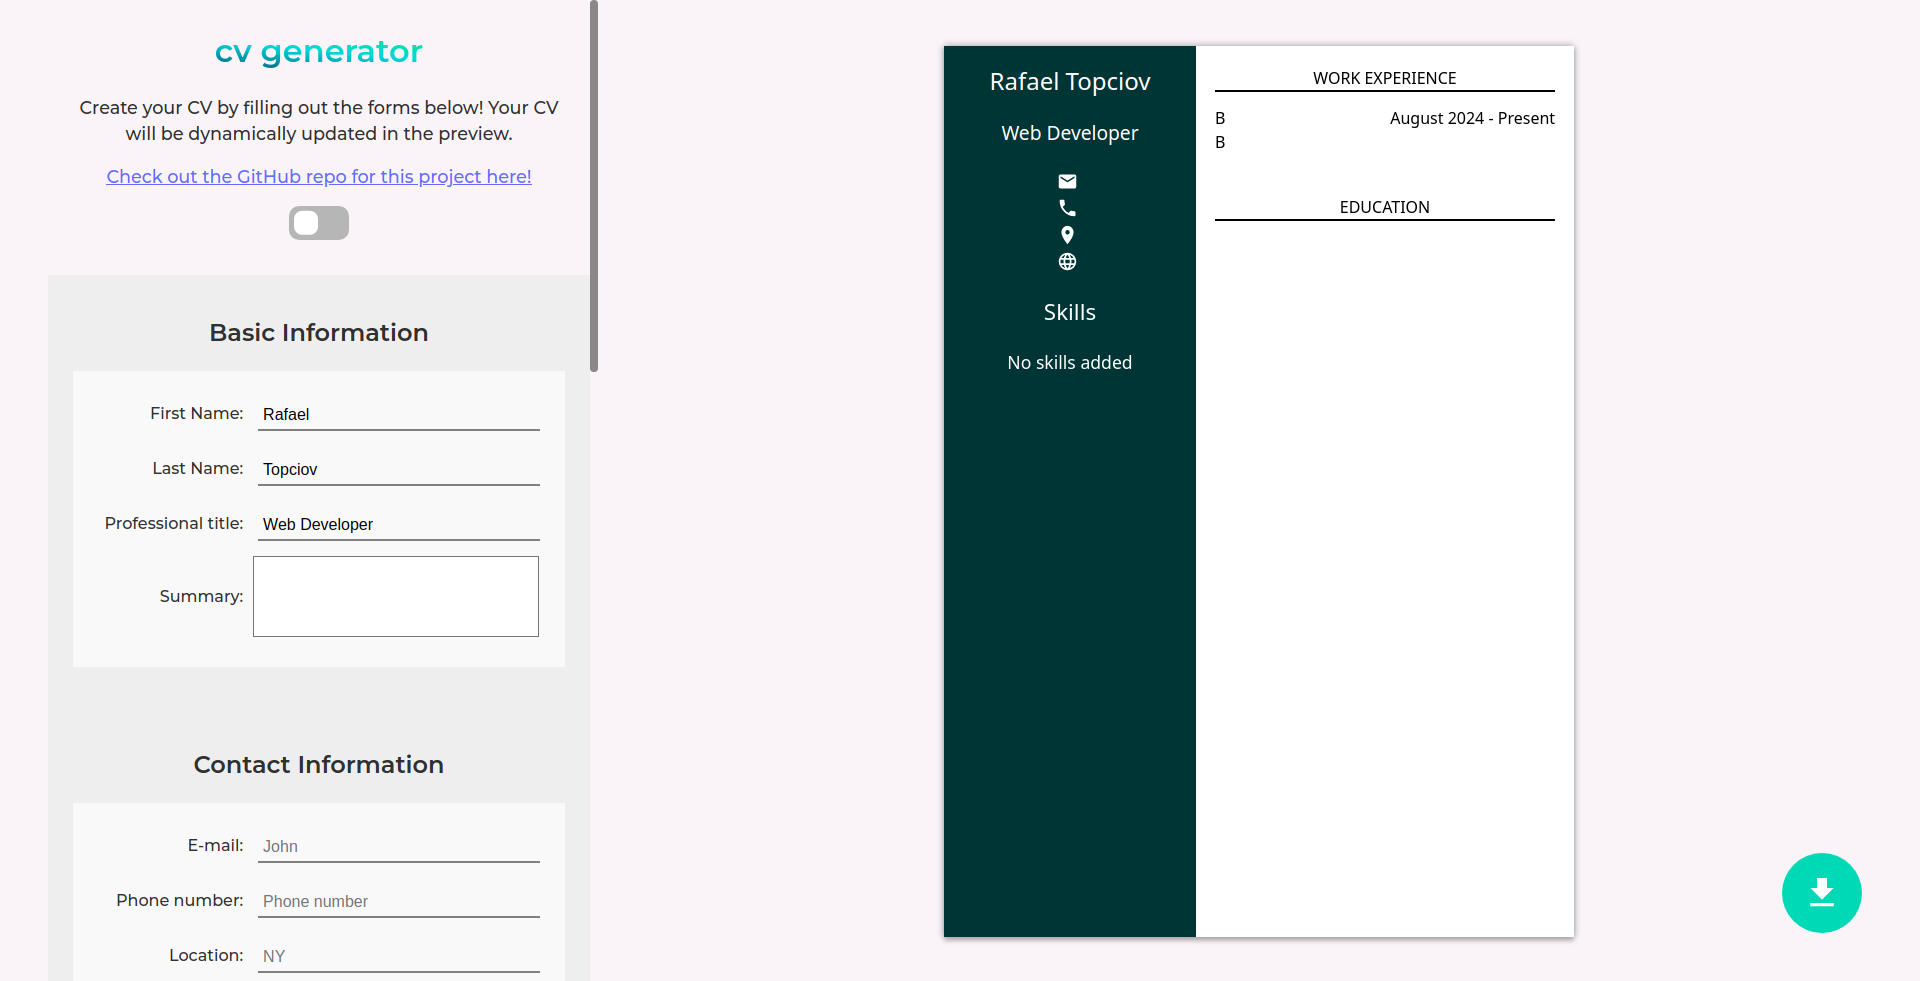 cv generator
Create your CV by filling out the forms below! Your CV
will be dynamically updated in the preview.
Check out the GitHub repo for this project here!
Basic Information
First Name: Rafael
Last Name: Topciov
Professional title: Web Developer
Summary:
Contact Information
E-mail: John
Phone number: Phone number
Location: NY
Rafael Topciov
Web Developer
Skills
No skills added
WORK EXPERIENCE
B August 2024 - Present
B
EDUCATION